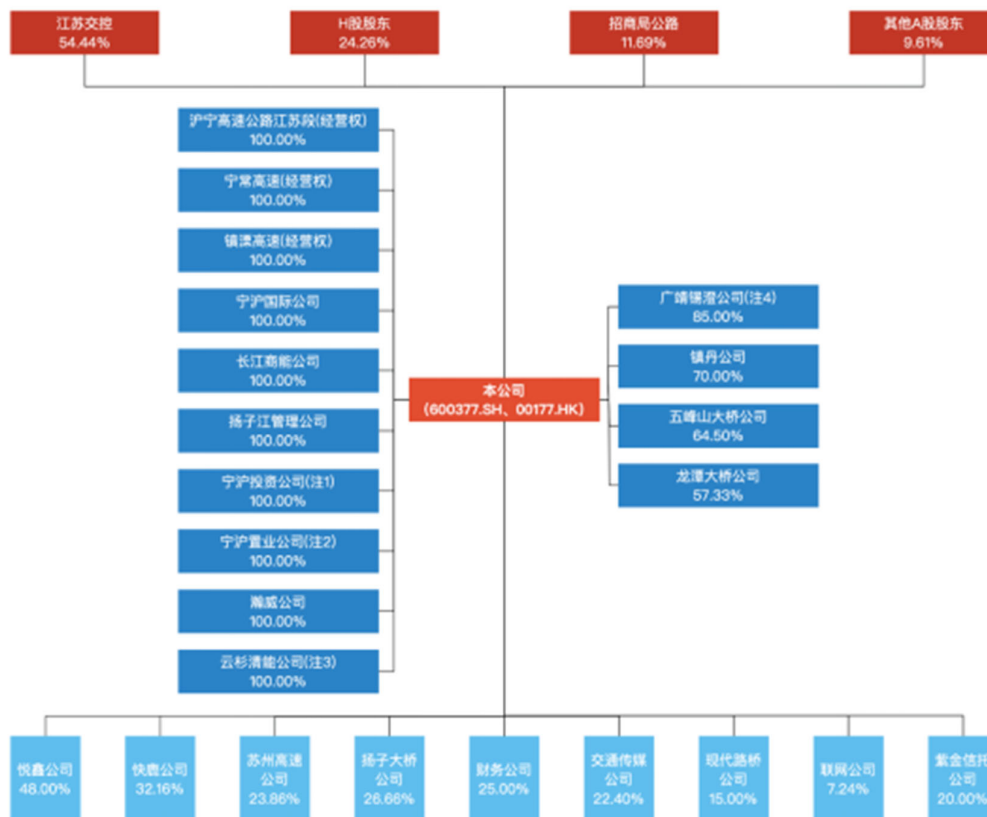 江苏交控
54.44%
H股股东
24.26%
招商局公路
11.69%
其他A股股东
9.61%
沪宁高速公路江苏段(经营权)
100.00%
宁常高速(经营权)
100.00%
镇溧高速(经营权)
100.00%
宁沪国际公司
100.00%
长江商能公司
100.00%
扬子江管理公司
100.00%
宁沪投资公司(注1)
100.00%
宁沪置业公司(注2)
100.00%
瀚威公司
100.00%
云杉清能公司(注3)
100.00%
本公司
(600377.SH、00177.HK)
广靖锡澄公司(注4)
85.00%
镇丹公司
70.00%
五峰山大桥公司
64.50%
龙潭大桥公司
57.33%
悦鑫公司
48.00%
快鹿公司
32.16%
苏州高速
公司
23.86%
扬子大桥
公司
26.66%
财务公司
25.00%
交通传媒
公司
22.40%
现代路桥
公司
15.00%
联网公司
7.24%
紫金信托
公司
20.00%